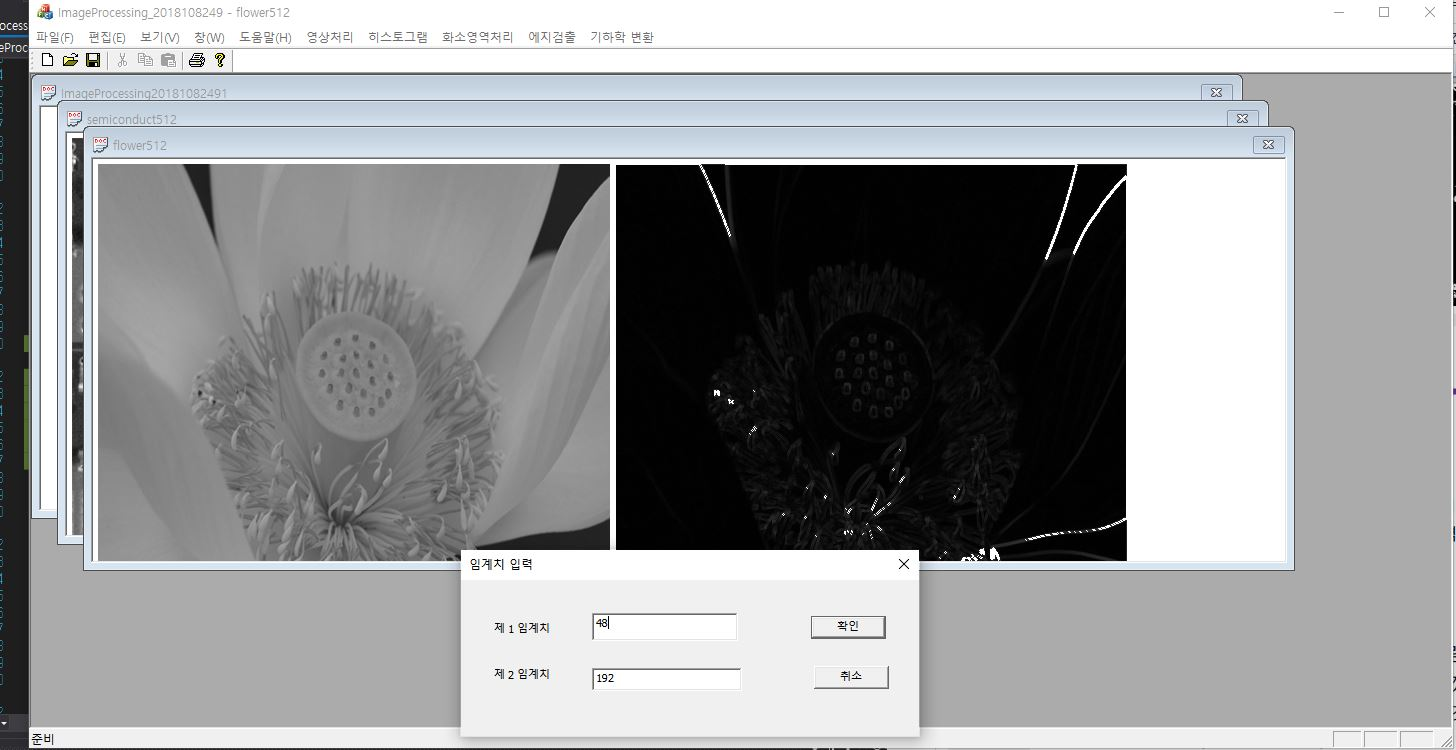 ImageProcessing_2018108249 - flower512
파일(F) 편집(E) 보기(V) 창(W) 도움말(H) 영상처리 히스토그램 화소영역처리 에지검출 기하학 변환
ImageProcessing20181082491
semiconduct512
flower512
임계치 입력
제 1 임계치 48 확인
제 2 임계치 192 취소
준비